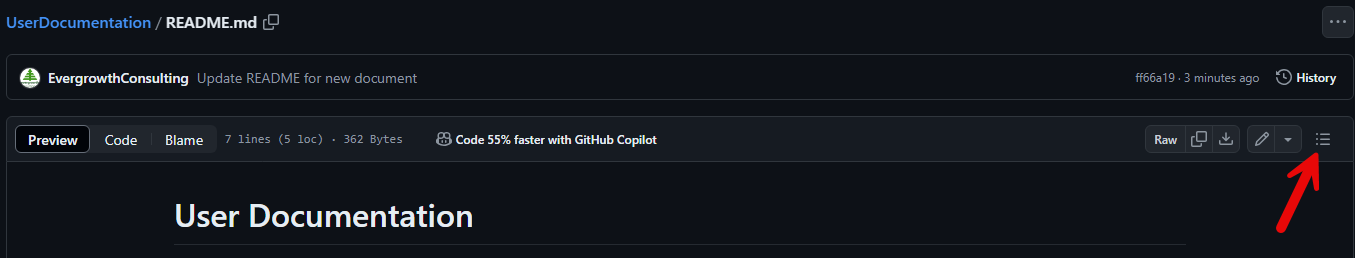 UserDocumentation / README.md
EvergrowthConsulting Update README for new document ff66a19 · 3 minutes ago History
Preview Code Blame 7 lines (5 loc) · 362 Bytes Code 55% faster with GitHub Copilot Raw
User Documentation